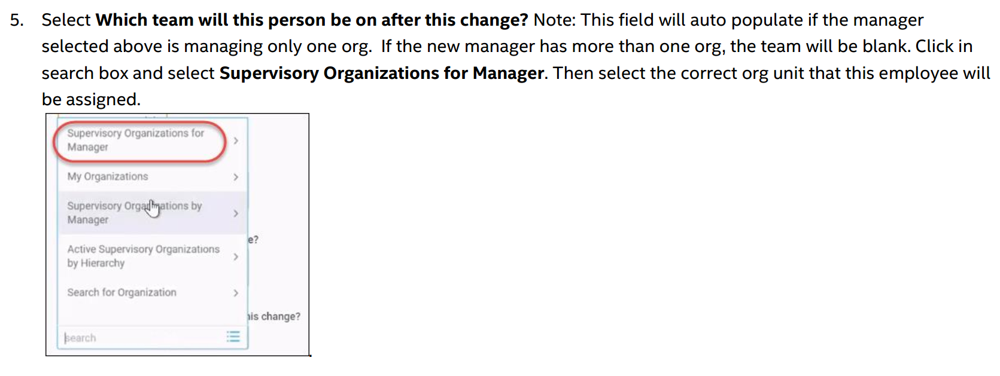 5. Select Which team will this person be on after this change? Note: This field will auto populate if the manager
selected above is managing only one org.  If the new manager has more than one org, the team will be blank. Click in
search box and select Supervisory Organizations for Manager. Then select the correct org unit that this employee will
be assigned.
Supervisory Organizations for
Manager
My Organizations
Supervisory Organizations by
Manager
e?
Active Supervisory Organizations
by Hierarchy
Search for Organization
his change?
search
.